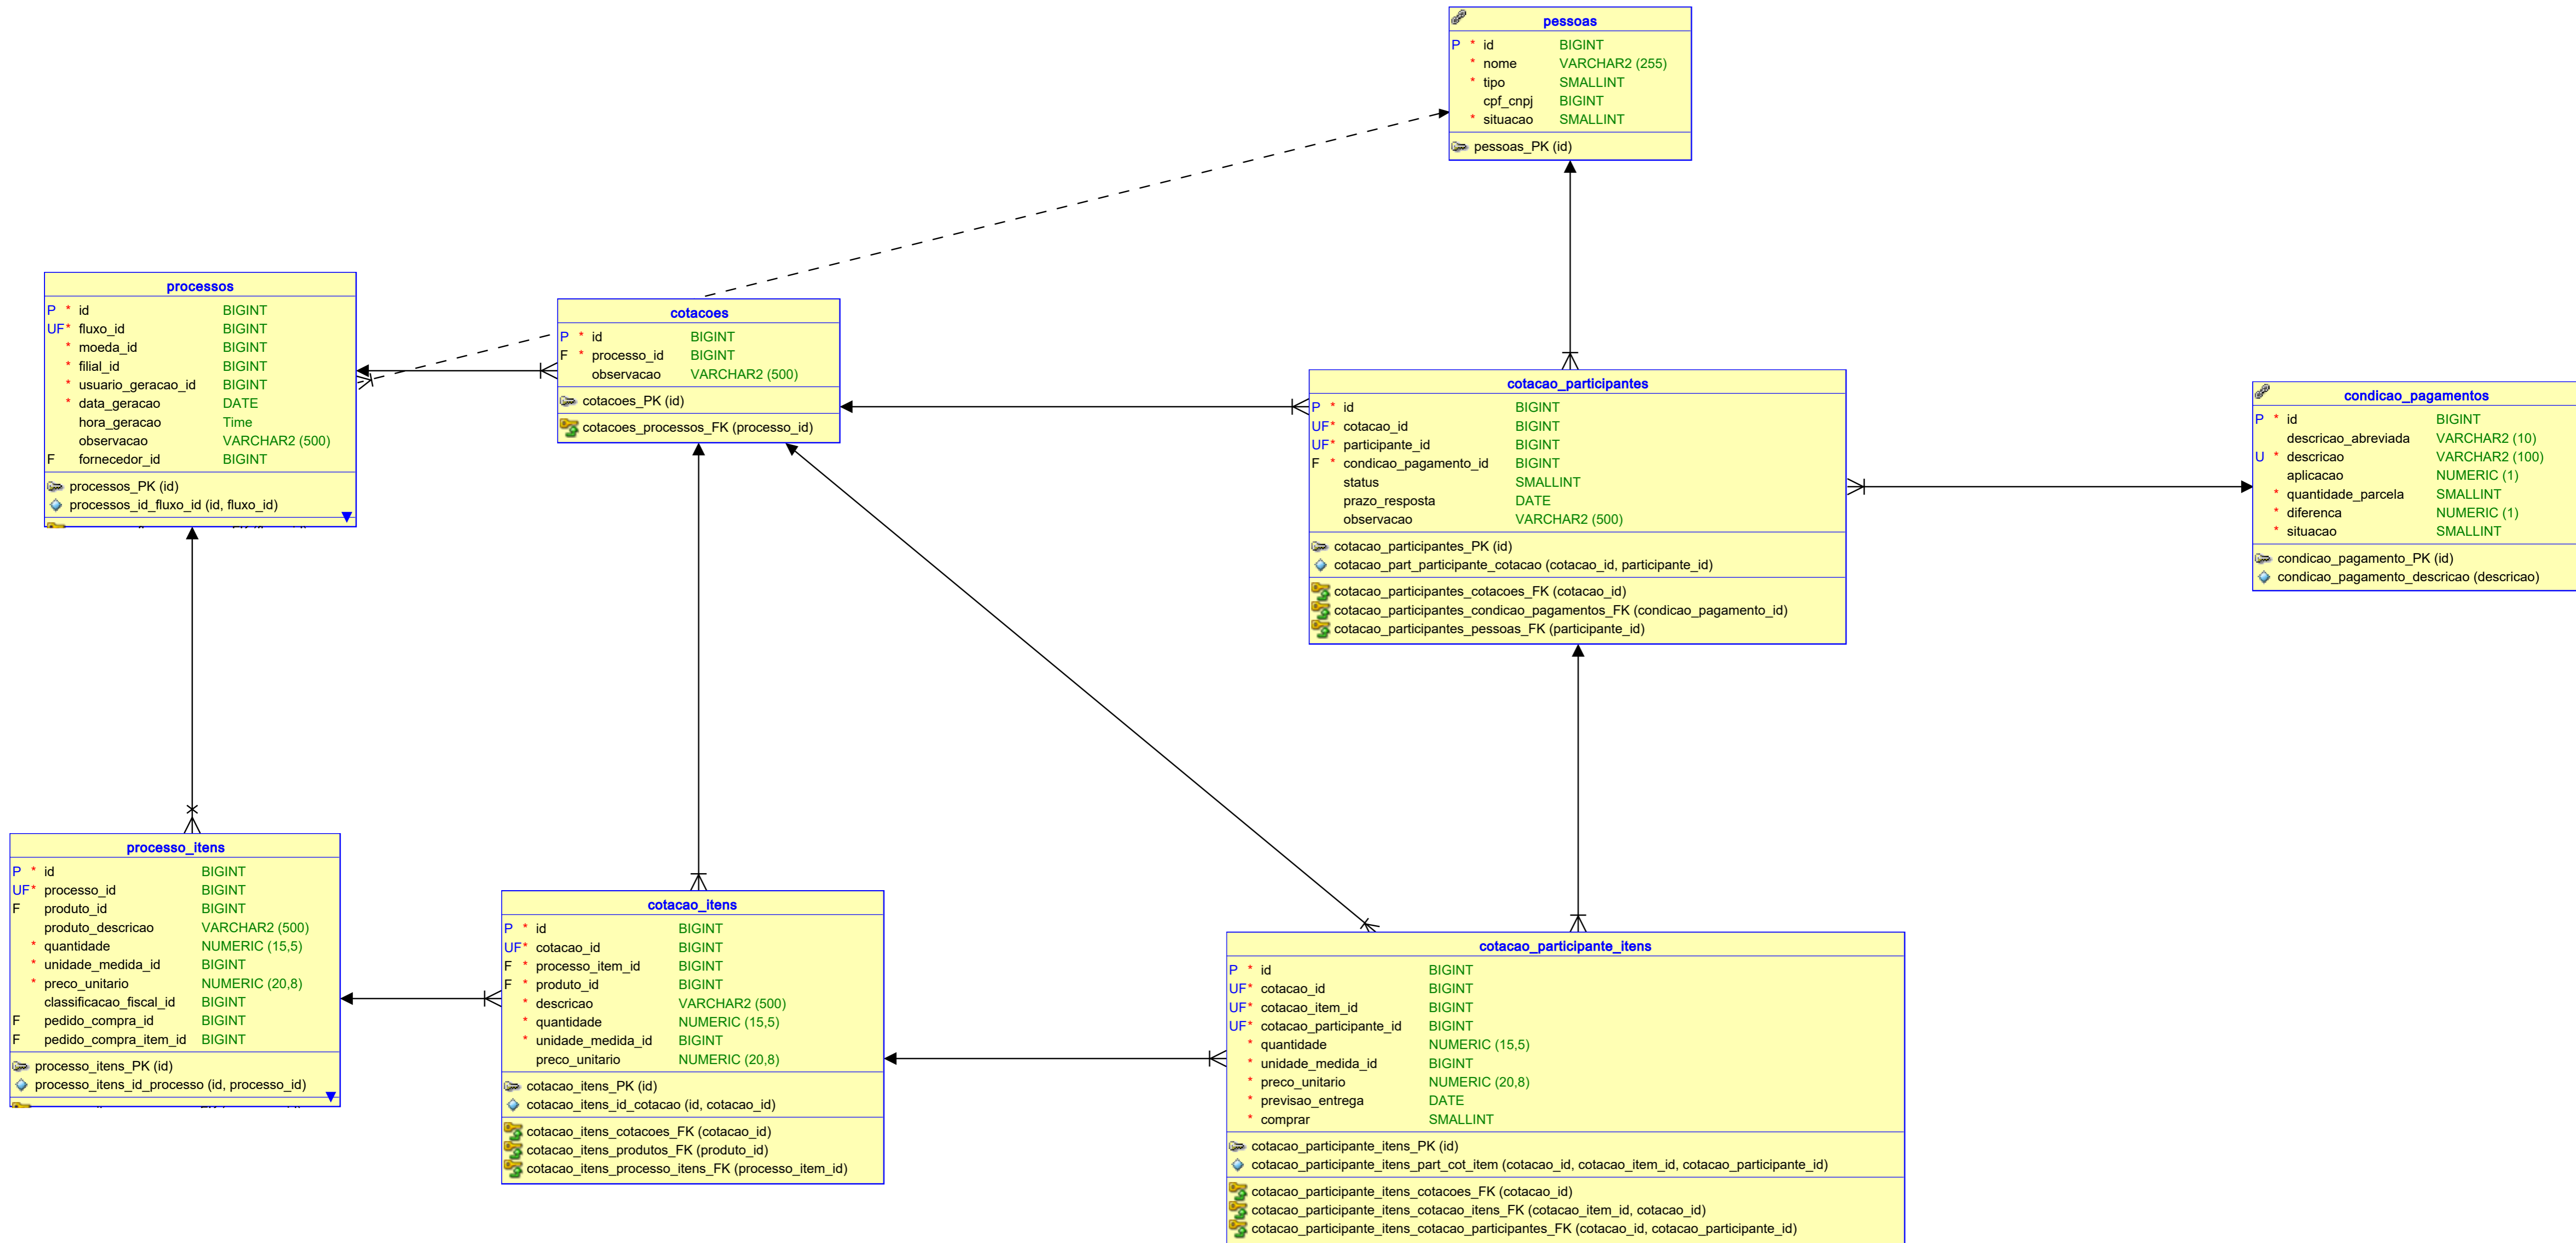 pessoas
P * id BIGINT
* nome VARCHAR2 (255)
* tipo SMALLINT
cpf_cnpj BIGINT
* situacao SMALLINT
pessoas_PK (id)
processos
P * id BIGINT
UF* fluxo_id BIGINT
* moeda_id BIGINT
* filial_id BIGINT
* usuario_geracao_id BIGINT
* data_geracao DATE
hora_geracao Time
observacao VARCHAR2 (500)
F fornecedor_id BIGINT
processos_PK (id)
processos_id_fluxo_id (id, fluxo_id)
cotacoes
P * id BIGINT
F * processo_id BIGINT
observacao VARCHAR2 (500)
cotacoes_PK (id)
cotacoes_processos_FK (processo_id)
cotacao_participantes
P * id BIGINT
UF* cotacao_id BIGINT
UF* participante_id BIGINT
F * condicao_pagamento_id BIGINT
status SMALLINT
prazo_resposta DATE
observacao VARCHAR2 (500)
cotacao_participantes_PK (id)
cotacao_part_participante_cotacao (cotacao_id, participante_id)
cotacao_participantes_cotacoes_FK (cotacao_id)
cotacao_participantes_condicao_pagamentos_FK (condicao_pagamento_id)
cotacao_participantes_pessoas_FK (participante_id)
condicao_pagamentos
P * id BIGINT
descricao_abreviada VARCHAR2 (10)
U * descricao VARCHAR2 (100)
aplicacao NUMERIC (1)
* quantidade_parcela SMALLINT
* diferenca NUMERIC (1)
* situacao SMALLINT
condicao_pagamento_PK (id)
condicao_pagamento_descricao (descricao)
processo_itens
P * id BIGINT
UF* processo_id BIGINT
F produto_id BIGINT
produto_descricao VARCHAR2 (500)
* quantidade NUMERIC (15,5)
* unidade_medida_id BIGINT
* preco_unitario NUMERIC (20,8)
classificacao_fiscal_id BIGINT
F pedido_compra_id BIGINT
F pedido_compra_item_id BIGINT
processo_itens_PK (id)
processo_itens_id_processo (id, processo_id)
cotacao_itens
P * id BIGINT
UF* cotacao_id BIGINT
F * processo_item_id BIGINT
F * produto_id BIGINT
* descricao VARCHAR2 (500)
* quantidade NUMERIC (15,5)
* unidade_medida_id BIGINT
preco_unitario NUMERIC (20,8)
cotacao_itens_PK (id)
cotacao_itens_id_cotacao (id, cotacao_id)
cotacao_itens_cotacoes_FK (cotacao_id)
cotacao_itens_produtos_FK (produto_id)
cotacao_itens_processo_itens_FK (processo_item_id)
cotacao_participante_itens
P * id BIGINT
UF* cotacao_id BIGINT
UF* cotacao_item_id BIGINT
UF* cotacao_participante_id BIGINT
* quantidade NUMERIC (15,5)
* unidade_medida_id BIGINT
* preco_unitario NUMERIC (20,8)
* previsao_entrega DATE
* comprar SMALLINT
cotacao_participante_itens_PK (id)
cotacao_participante_itens_part_cot_item (cotacao_id, cotacao_item_id, cotacao_participante_id)
cotacao_participante_itens_cotacoes_FK (cotacao_id)
cotacao_participante_itens_cotacao_itens_FK (cotacao_item_id, cotacao_id)
cotacao_participante_itens_cotacao_participantes_FK (cotacao_id, cotacao_participante_id)